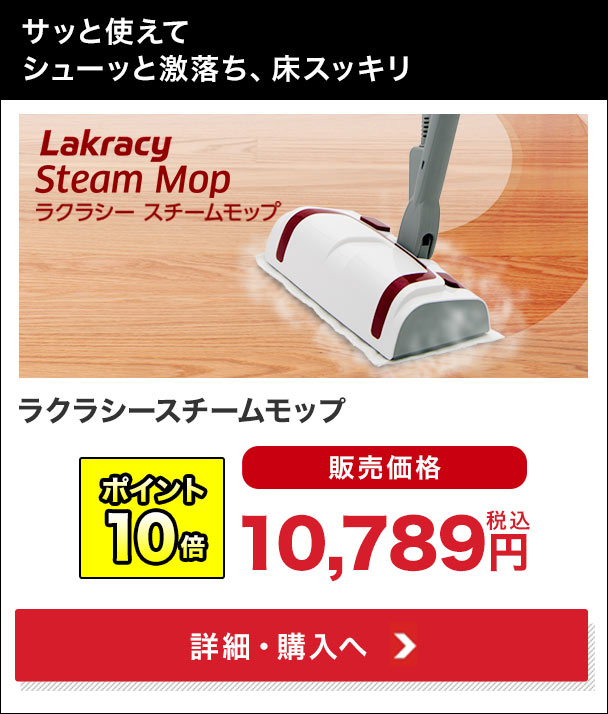 サッと使えて
シューッと激落ち、床スッキリ
Lakracy
Steam Mop
ラクラシー スチームモップ
ラクラシースチームモップ
ポイント
10倍
販売価格
10,789円 税込
詳細・購入へ